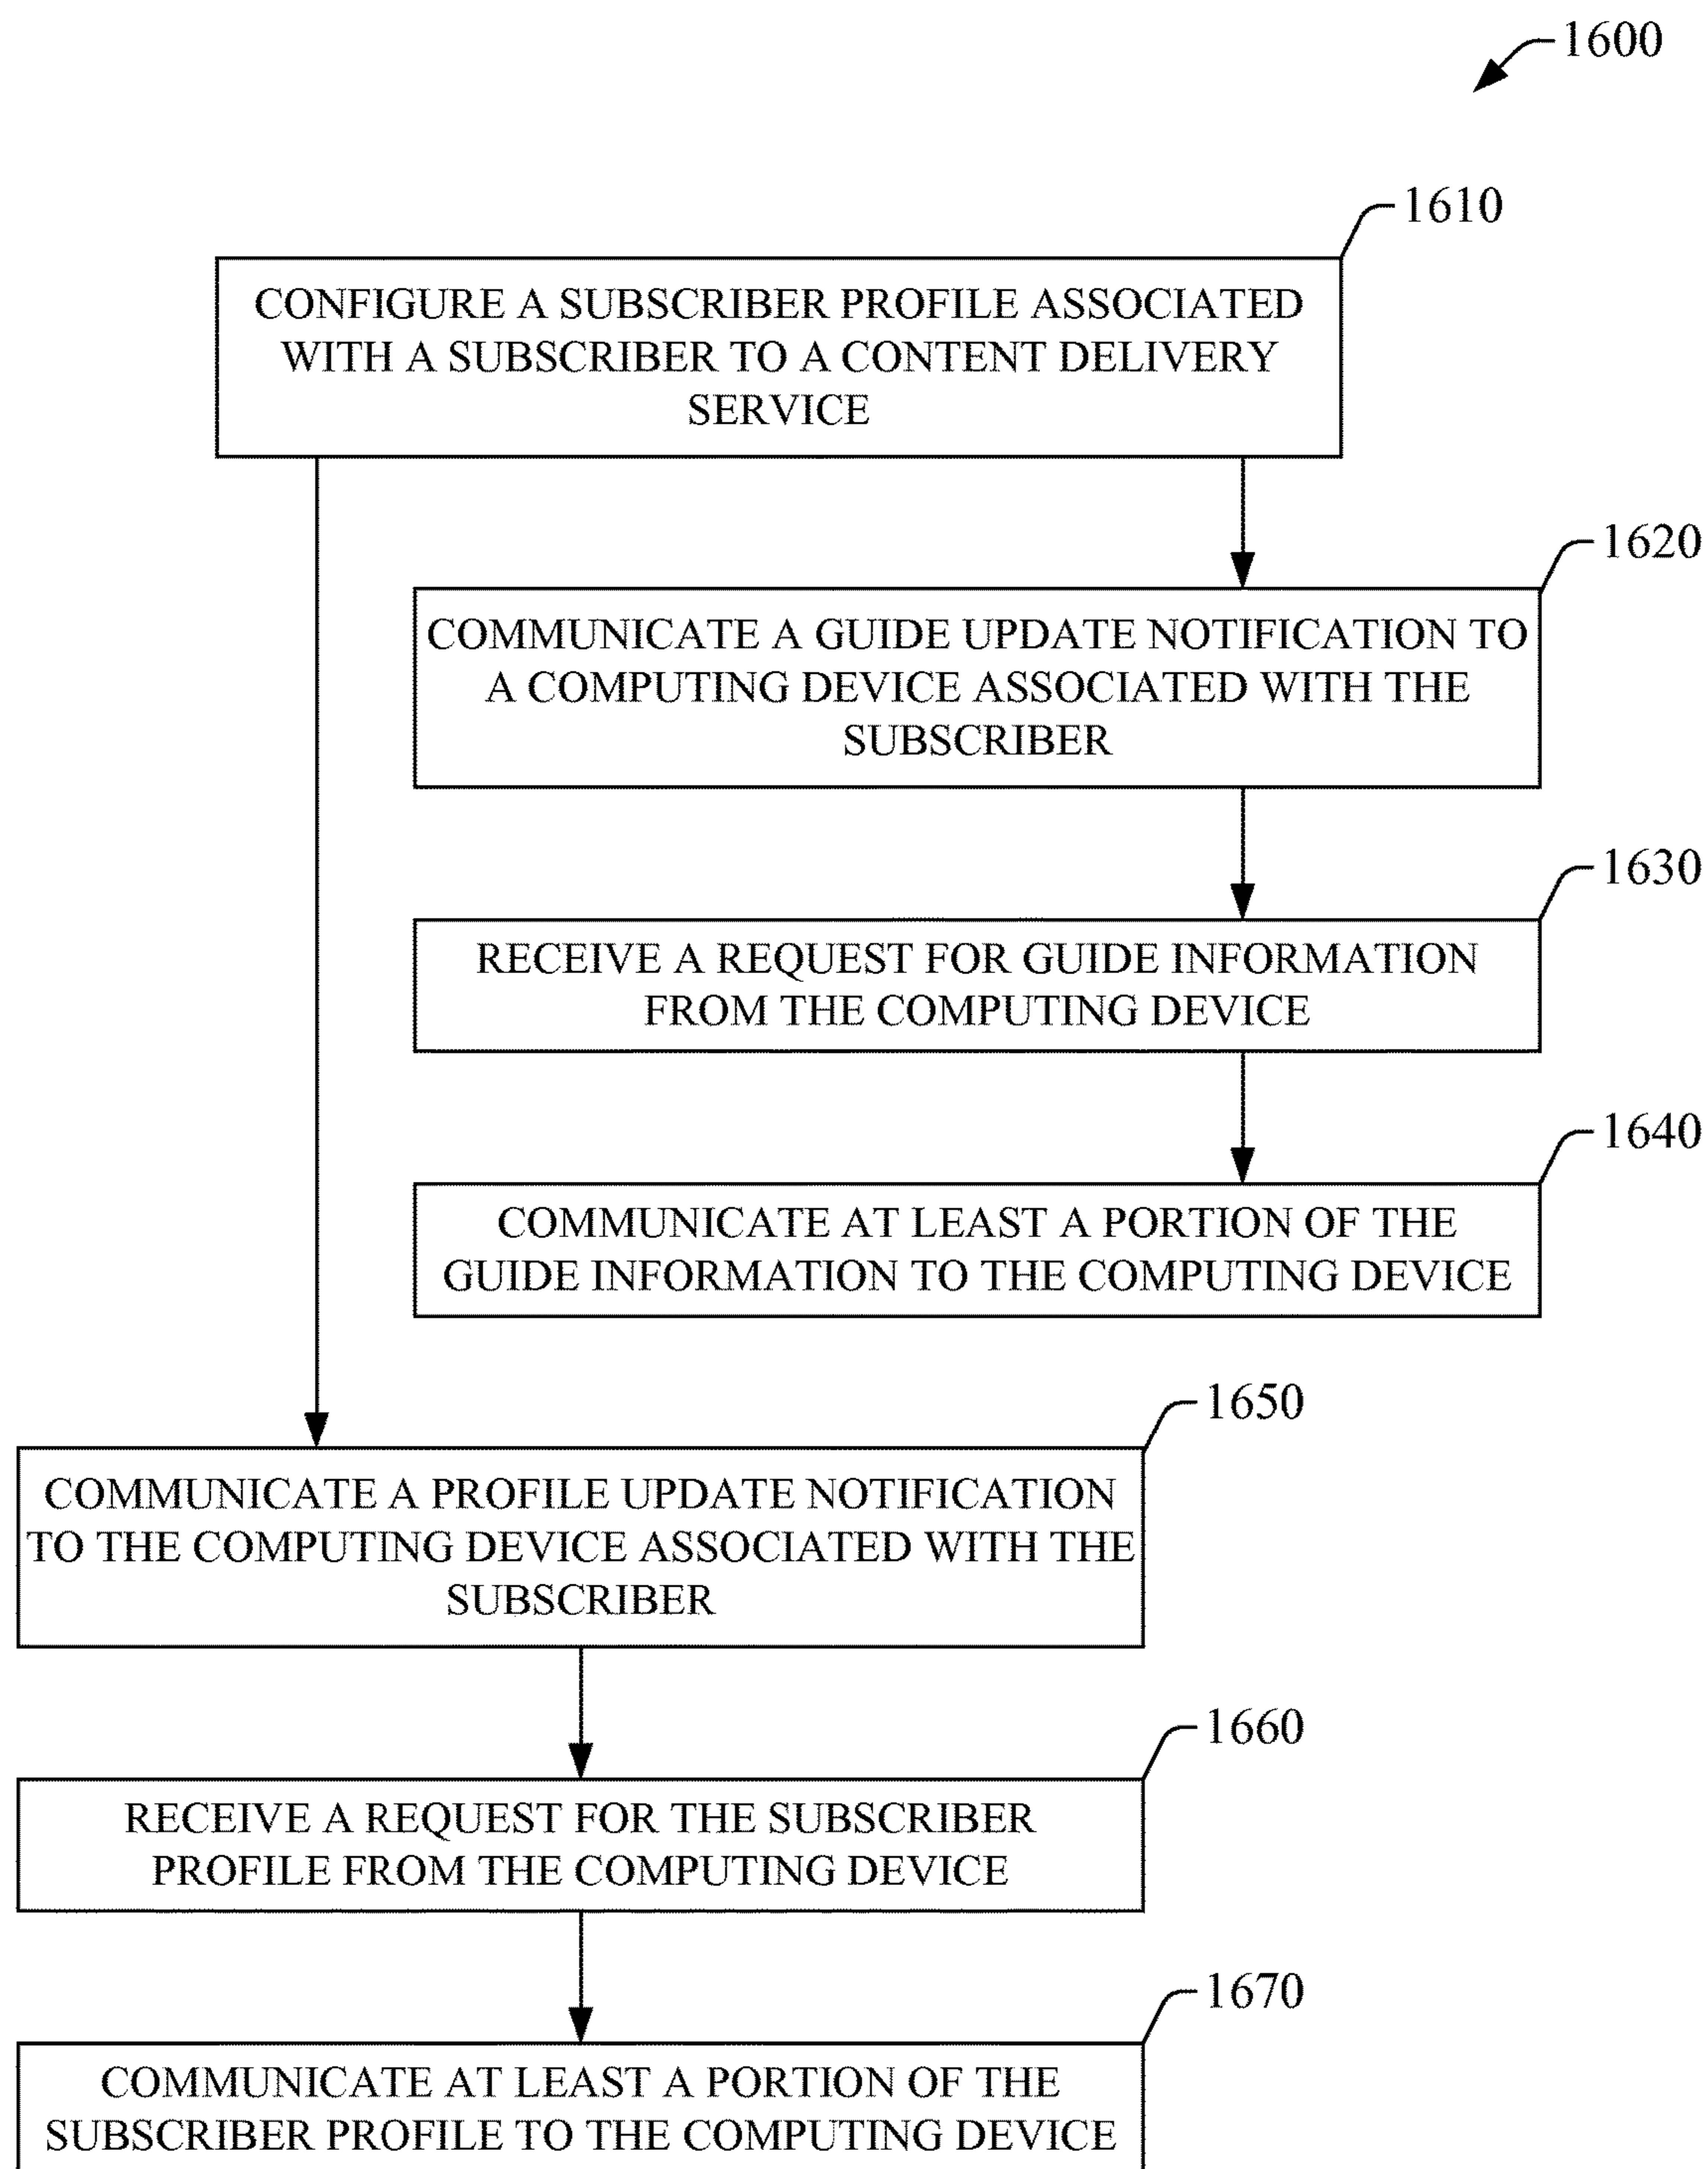 1600
1610
CONFIGURE A SUBSCRIBER PROFILE ASSOCIATED
WITH A SUBSCRIBER TO A CONTENT DELIVERY
SERVICE
1620
COMMUNICATE A GUIDE UPDATE NOTIFICATION TO
A COMPUTING DEVICE ASSOCIATED WITH THE
SUBSCRIBER
1630
RECEIVE A REQUEST FOR GUIDE INFORMATION
FROM THE COMPUTING DEVICE
1640
COMMUNICATE AT LEAST A PORTION OF THE
GUIDE INFORMATION TO THE COMPUTING DEVICE
1650
COMMUNICATE A PROFILE UPDATE NOTIFICATION
TO THE COMPUTING DEVICE ASSOCIATED WITH THE
SUBSCRIBER
1660
RECEIVE A REQUEST FOR THE SUBSCRIBER
PROFILE FROM THE COMPUTING DEVICE
1670
COMMUNICATE AT LEAST A PORTION OF THE
SUBSCRIBER PROFILE TO THE COMPUTING DEVICE